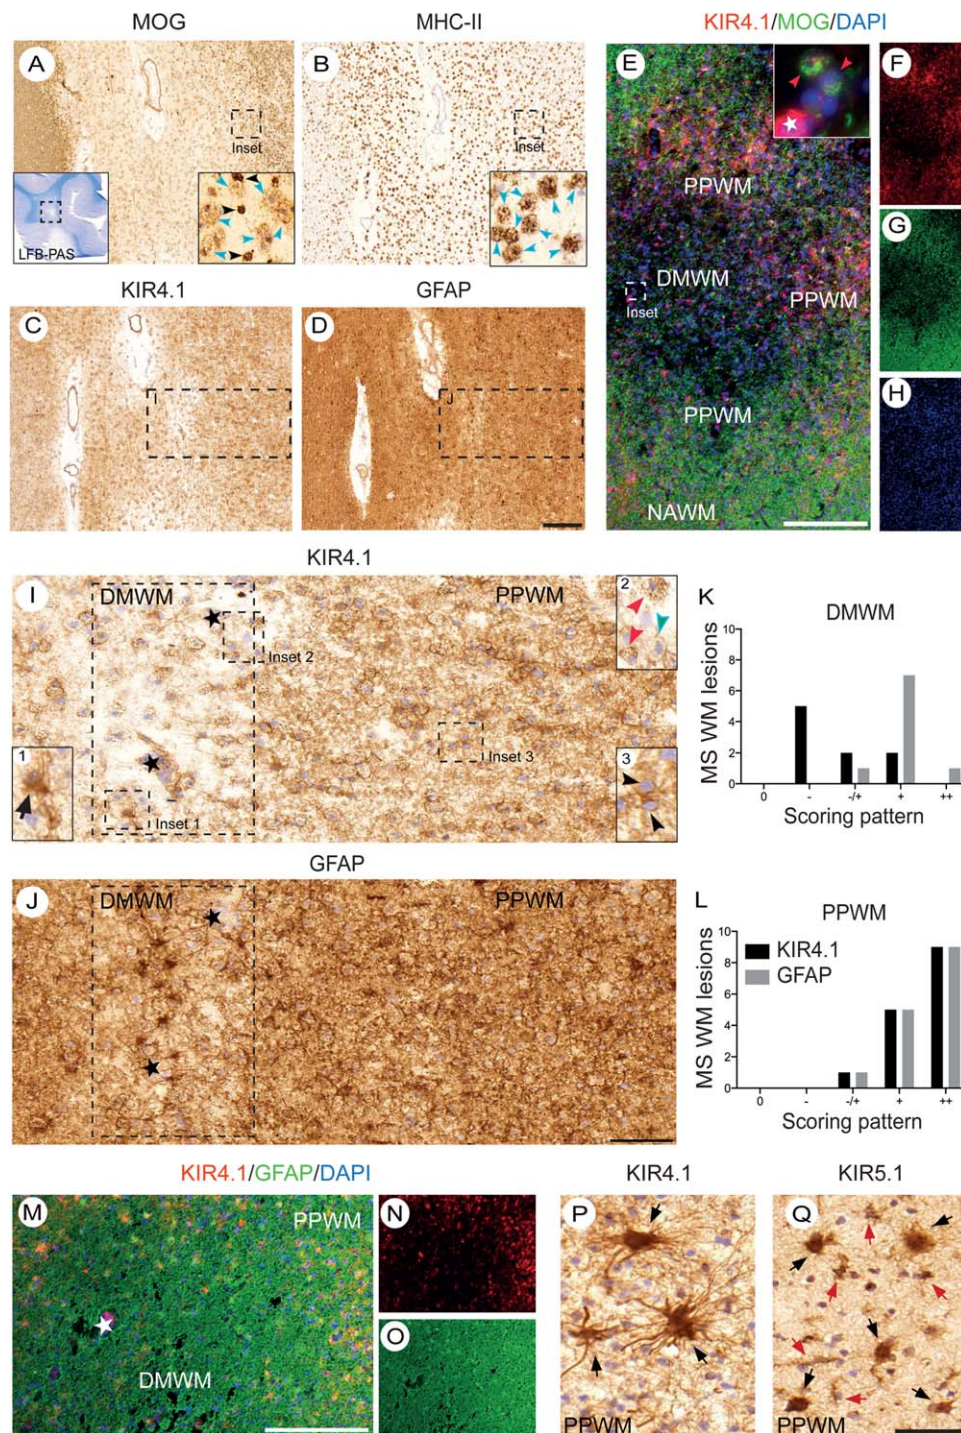 MOG
MHC-II
KIR4.1/MOG/DAPI
A
Inset
LFB-PAS
B
Inset
E
PPWM
DMWM
PPWM
Inset
PPWM
NAWM
F
G
H
KIR4.1
GFAP
C
I
D
J
KIR4.1
I
DMWM
PPWM
Inset 2
2
Inset 3
1
Inset 1
3
K
DMWM
MS WM lesions
10
8
6
4
2
0
0 - -/+ + ++
Scoring pattern
GFAP
J
DMWM
PPWM
L
PPWM
MS WM lesions
10
8
6
4
2
0
KIR4.1
GFAP
0 - -/+ + ++
Scoring pattern
KIR4.1/GFAP/DAPI
M
PPWM
DMWM
N
O
KIR4.1
P
PPWM
KIR5.1
Q
PPWM